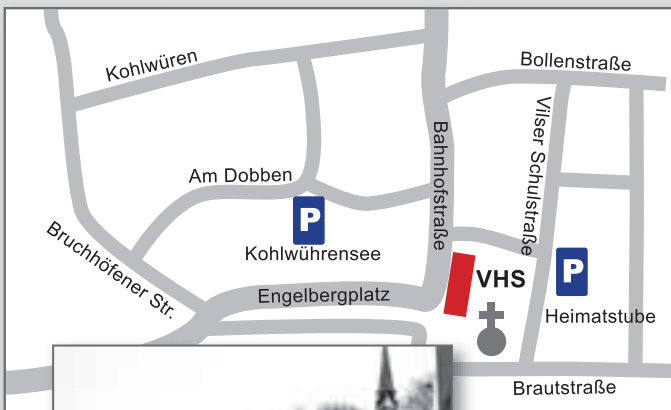 Kohlwüren
Bollenstraße
Vilser Schulstraße
Bahnhofstraße
Am Dobben
P
Kohlwührensee
Bruchhöfener Str.
Engelbergplatz
VHS
P
Heimatstube
Brautstraße